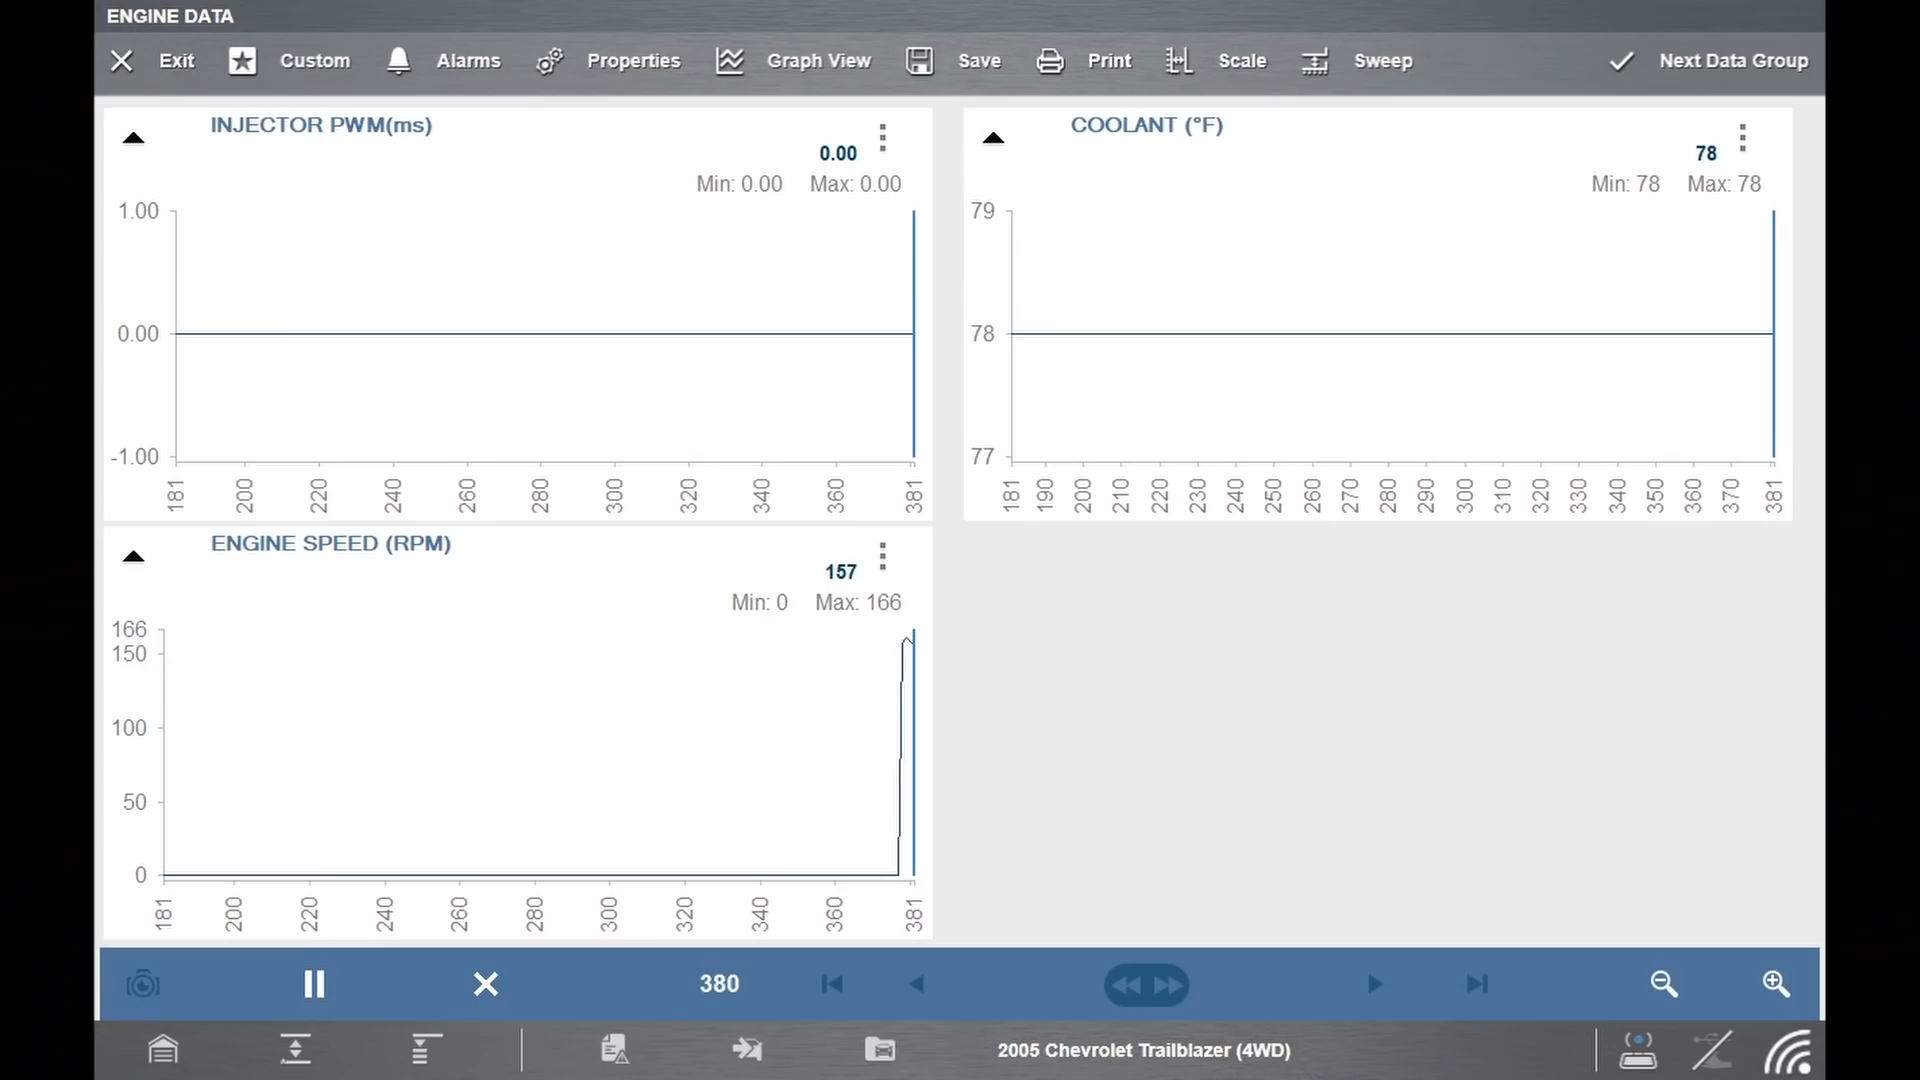 ENGINE DATA
Exit Custom Alarms Properties Graph View Save Print Scale Sweep Next Data Group
INJECTOR PWM(ms)
0.00
Min: 0.00 Max: 0.00
1.00
0.00
-1.00
181 200 220 240 260 280 300 320 340 360 381
COOLANT (°F)
78
Min: 78 Max: 78
79
78
77
181 190 200 210 220 230 240 250 260 270 280 290 300 310 320 330 340 350 360 370 381
ENGINE SPEED (RPM)
157
Min: 0 Max: 166
166
150
100
50
0
181 200 220 240 260 280 300 320 340 360 381
380
2005 Chevrolet Trailblazer (4WD)